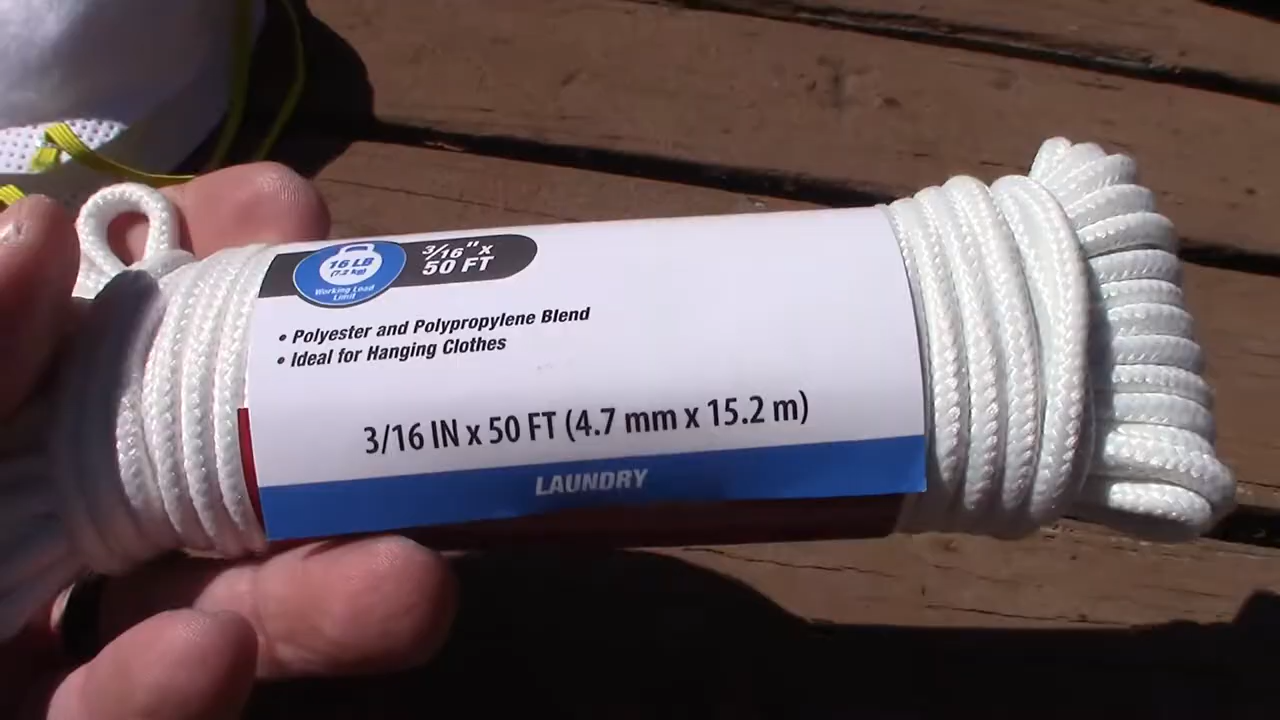 16 LB
(7.2 kg)
Working Load
Limit
3/16" x
50 FT
• Polyester and Polypropylene Blend
• Ideal for Hanging Clothes
3/16 IN x 50 FT (4.7 mm x 15.2 m)
LAUNDRY